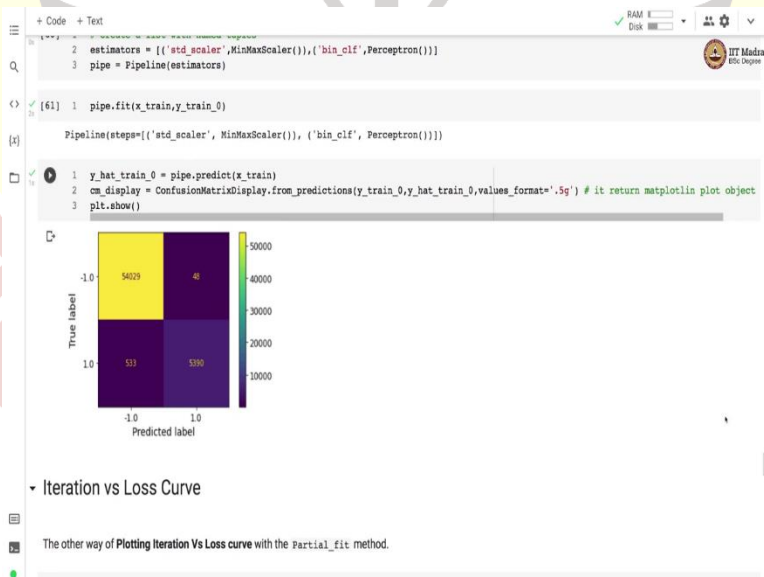 + Code + Text
RAM
Disk
2 estimators = [('std_scaler',MinMaxScaler()),('bin_clf',Perceptron())]
3 pipe = Pipeline(estimators)
IIT Madra
BSc Degree
[61] 1 pipe.fit(x_train,y_train_0)
2s
Pipeline(steps=[('std_scaler', MinMaxScaler()), ('bin_clf', Perceptron())])
{x}
1 y_hat_train_0 = pipe.predict(x_train)
2 cm_display = ConfusionMatrixDisplay.from_predictions(y_train_0,y_hat_train_0,values_format='.5g') # it return matplotlin plot object
3 plt.show()
54029 48
533 5390
-1.0
1.0
True label
-1.0 1.0
Predicted label
50000
40000
30000
20000
10000
Iteration vs Loss Curve
The other way of Plotting Iteration Vs Loss curve with the Partial_fit method.